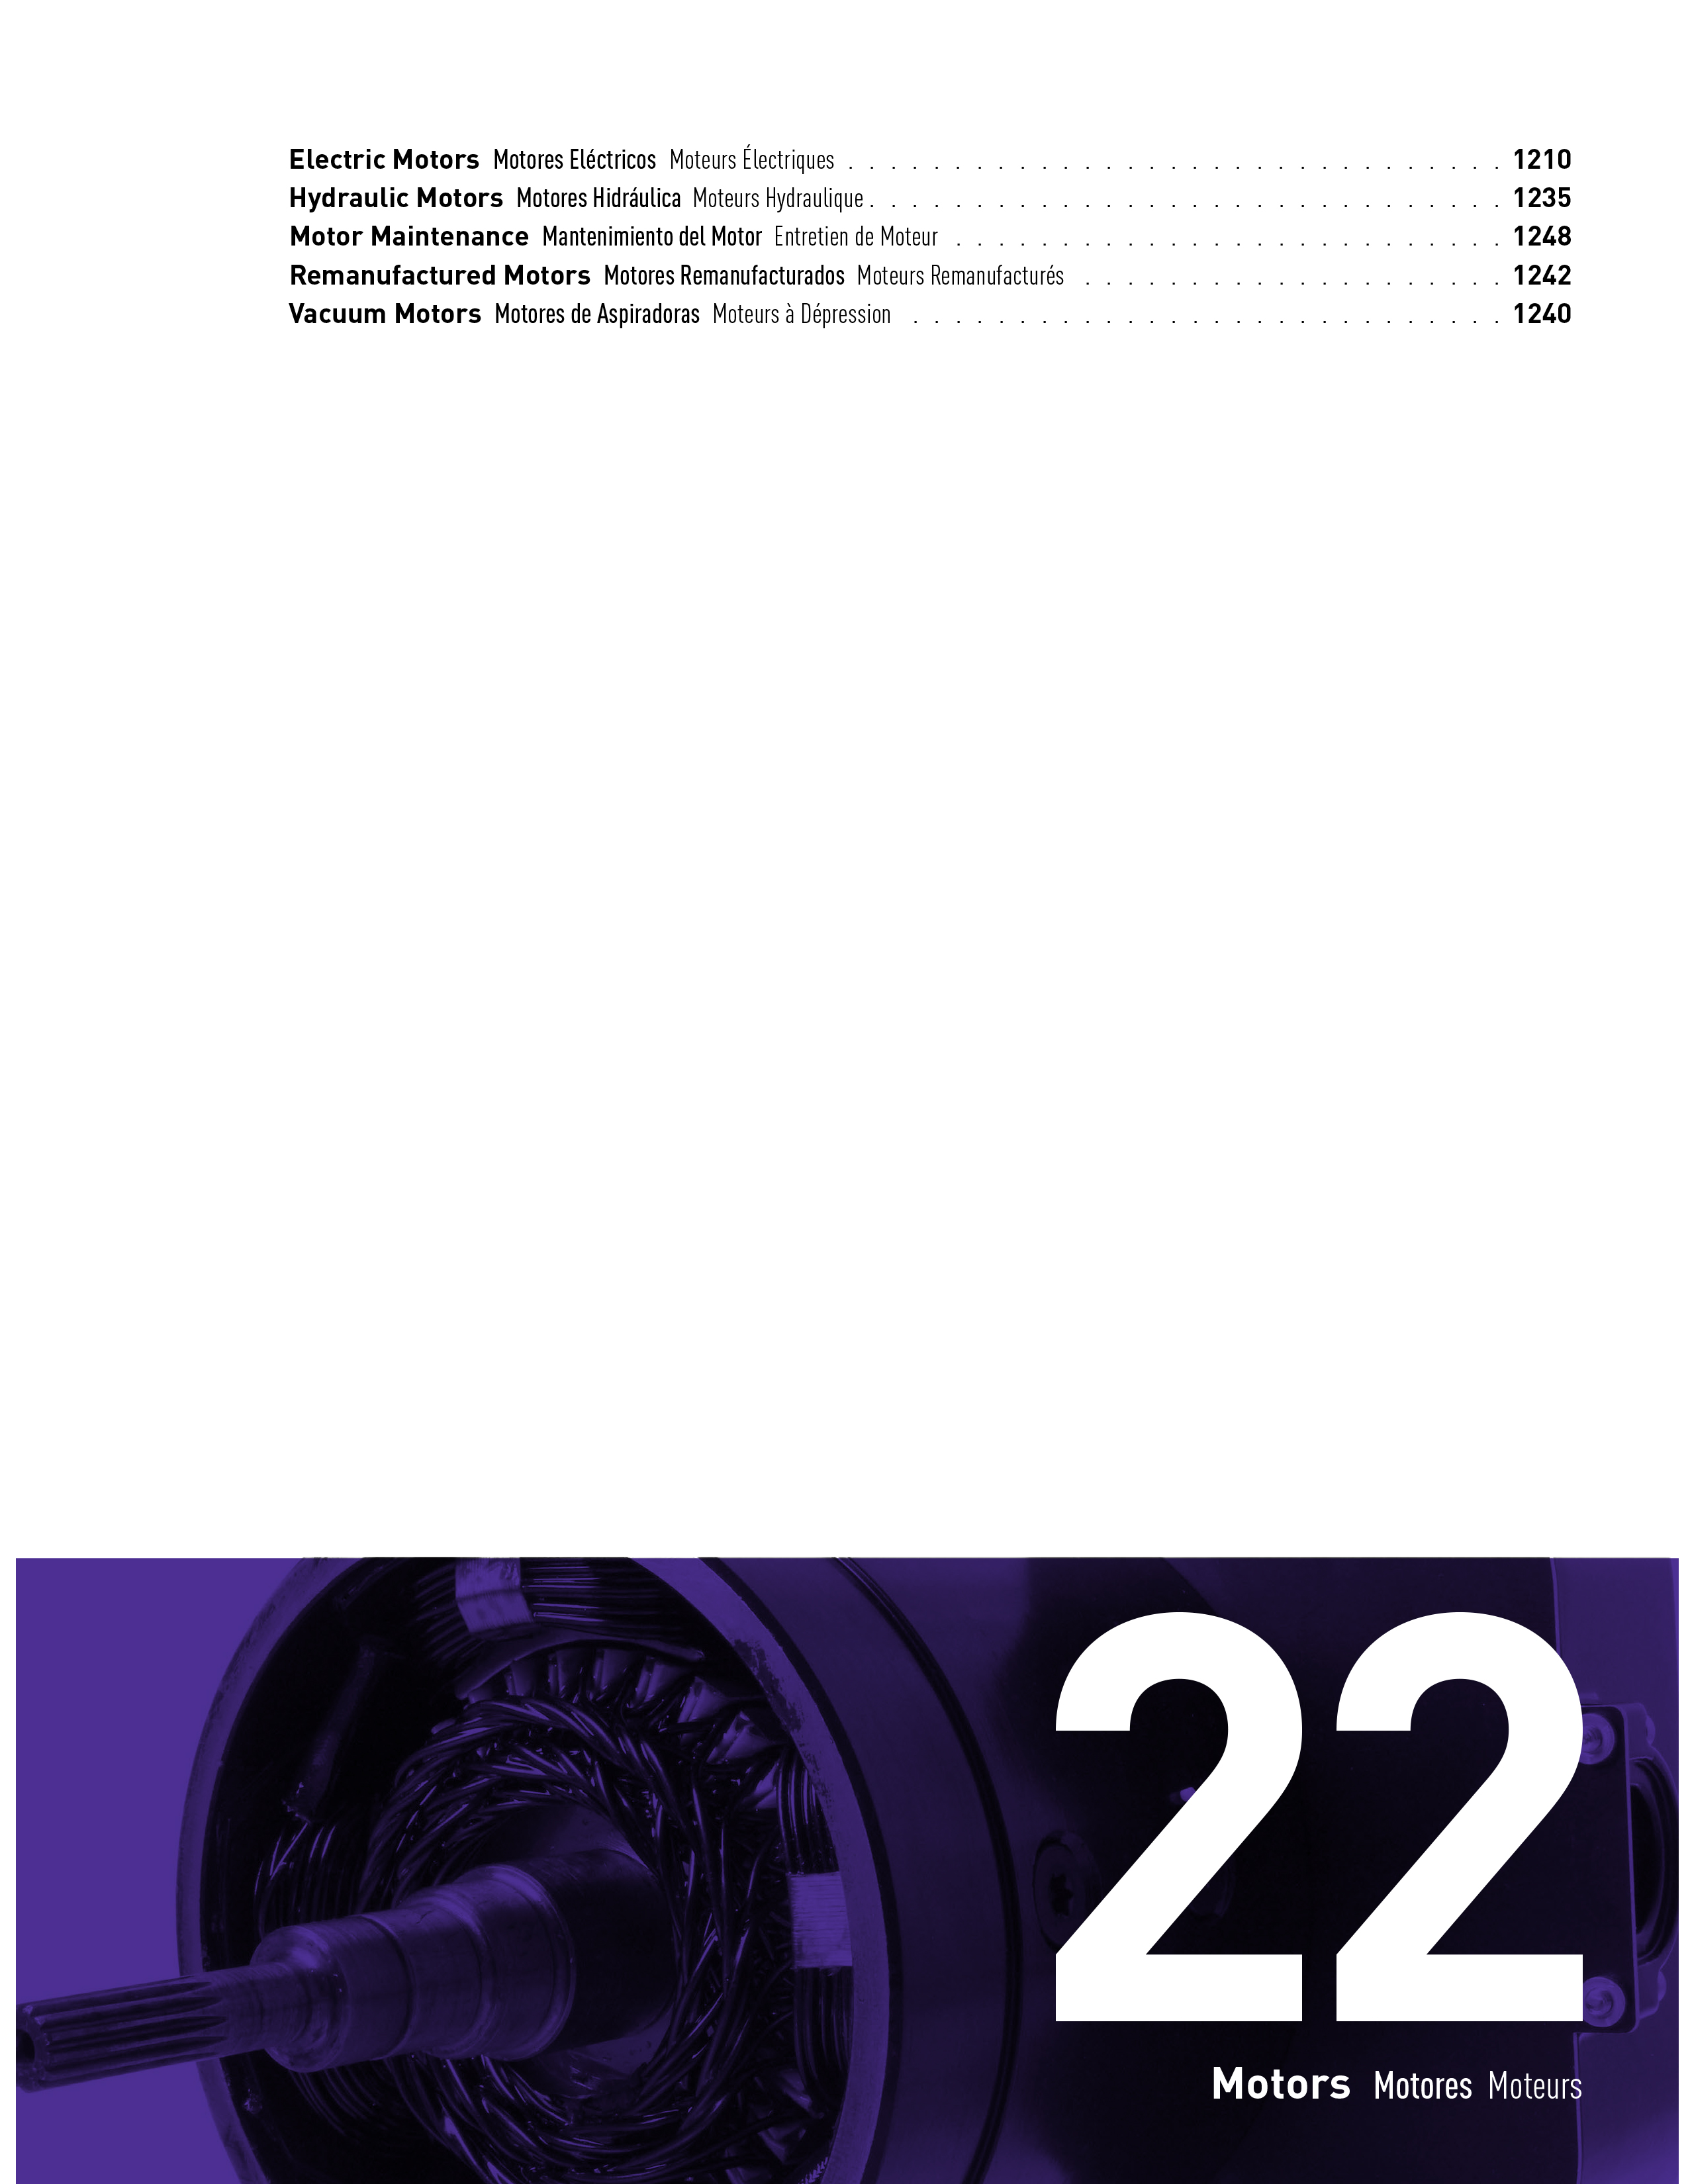 Electric Motors Motores Eléctricos Moteurs Électriques . . . . . . . . . . . . . . . . . . . . . . . . . . . . . . . 1210
Hydraulic Motors Motores Hidráulica Moteurs Hydraulique . . . . . . . . . . . . . . . . . . . . . . . . . . . . . . 1235
Motor Maintenance Mantenimiento del Motor Entretien de Moteur . . . . . . . . . . . . . . . . . . . . . . . . . . 1248
Remanufactured Motors Motores Remanufacturados Moteurs Remanufacturés . . . . . . . . . . . . . . . . . . . . 1242
Vacuum Motors Motores de Aspiradoras Moteurs à Dépression . . . . . . . . . . . . . . . . . . . . . . . . . . . . 1240
22
Motors Motores Moteurs